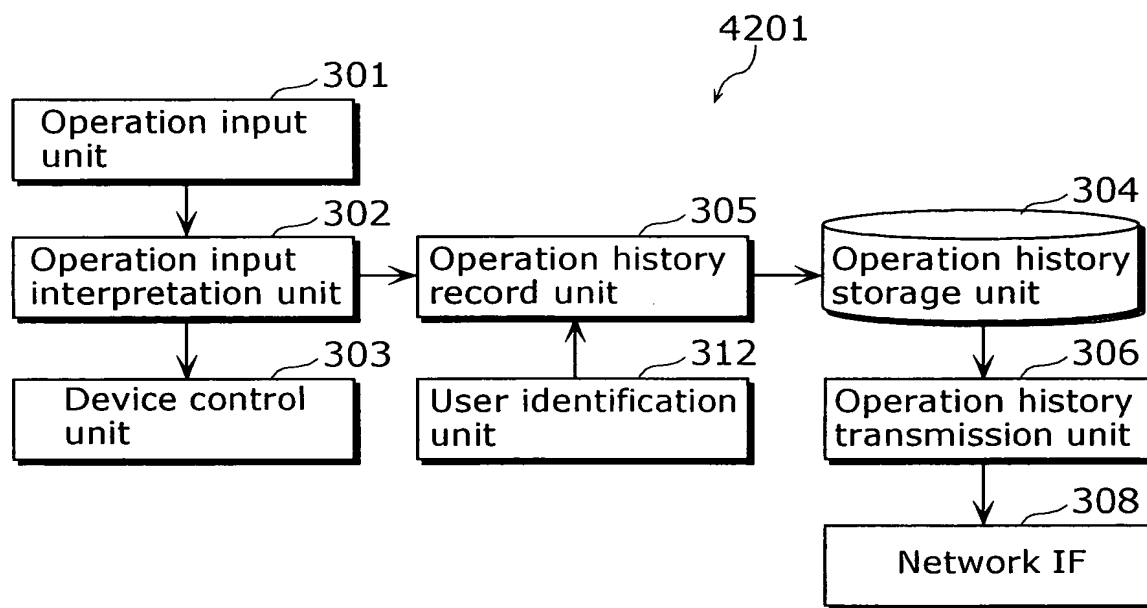 4201
301
Operation input
unit
302
Operation input
interpretation unit
303
Device control
unit
305
Operation history
record unit
312
User identification
unit
304
Operation history
storage unit
306
Operation history
transmission unit
308
Network IF